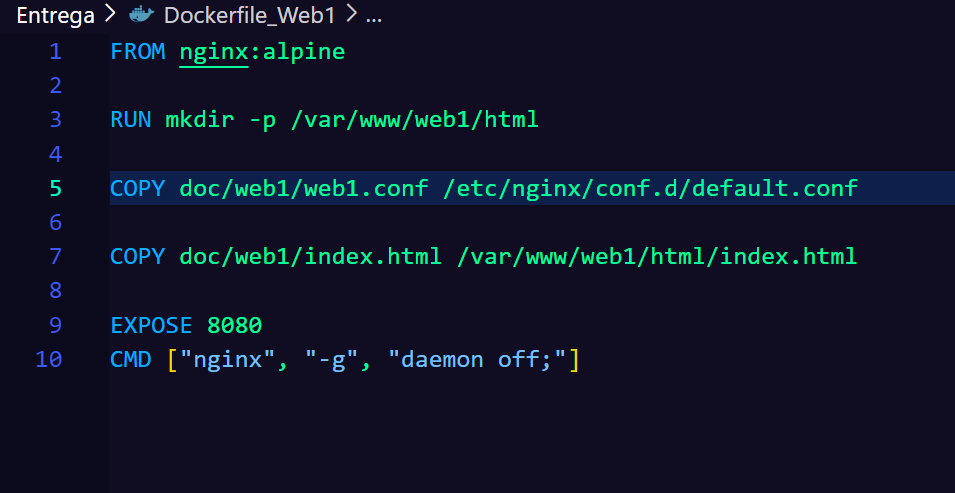 Entrega > Dockerfile_Web1 > ...
1 FROM nginx:alpine
2
3 RUN mkdir -p /var/www/web1/html
4
5 COPY doc/web1/web1.conf /etc/nginx/conf.d/default.conf
6
7 COPY doc/web1/index.html /var/www/web1/html/index.html
8
9 EXPOSE 8080
10 CMD ["nginx", "-g", "daemon off;"]